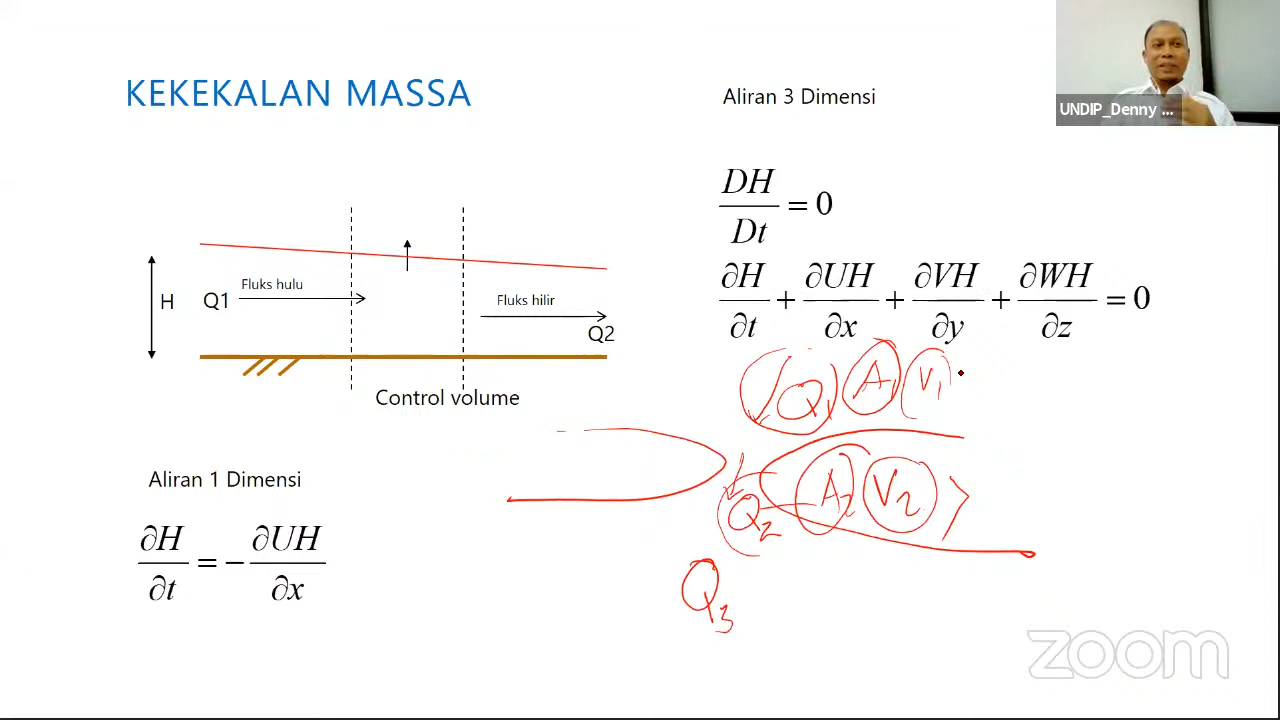 KEKEKALAN MASSA
Aliran 3 Dimensi
UNDIP_Denny ...
DH/Dt = 0
∂H/∂t + ∂UH/∂x + ∂VH/∂y + ∂WH/∂z = 0
H
Q1
Fluks hulu
Fluks hilir
Q2
Control volume
Q1 A1 V1
Q2 A2 V2
Q3
Aliran 1 Dimensi
∂H/∂t = -∂UH/∂x
zoom